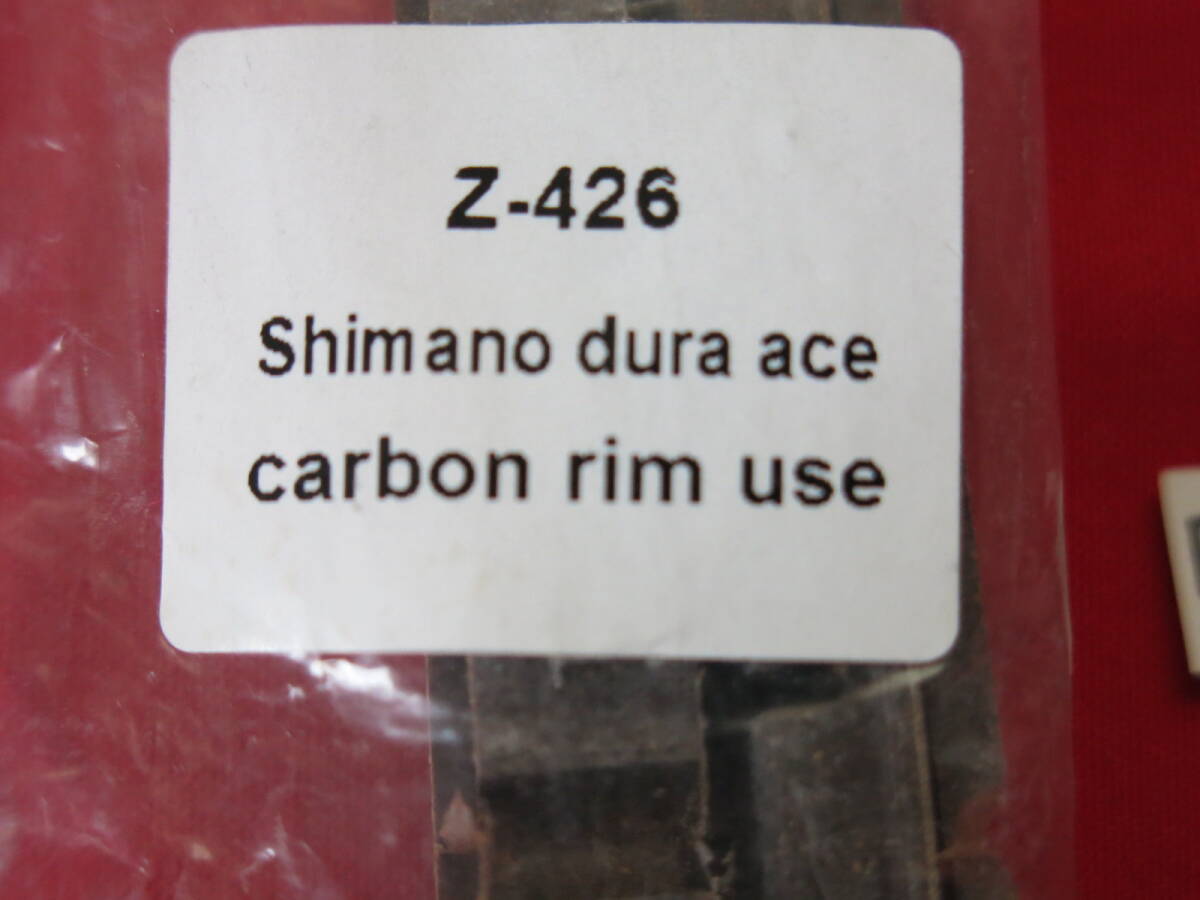 Z-426
Shimano dura ace
carbon rim use